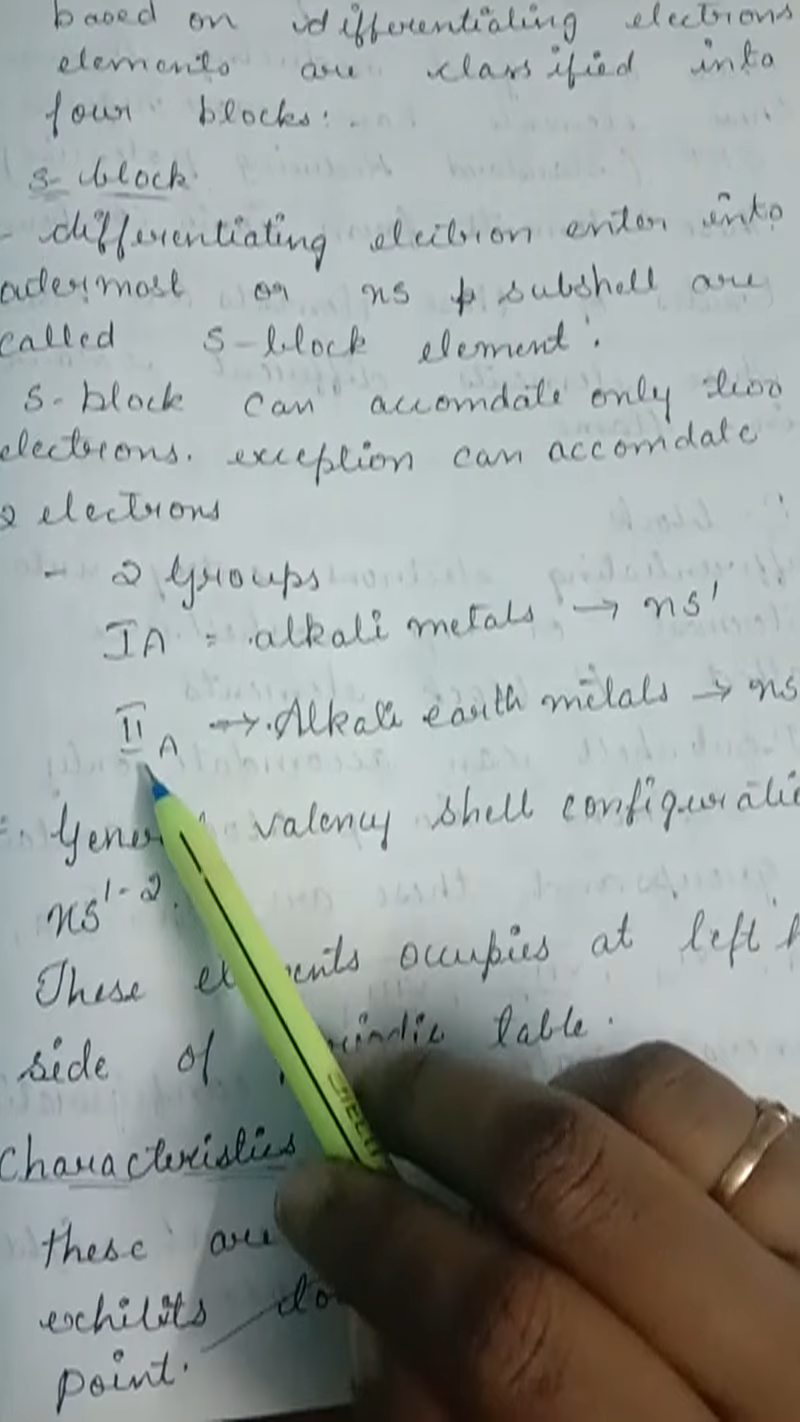 based on differentialing electrons
elements are classified into
four blocks:
s-block
- differentiating electron enter into
outermost or ns subshell are
called s-block element.
s-block can accomdate only two
electrons. exception can accomdate
2 electrons
- 2 Groups
IA = alkali metals → ns¹
IIA → Alkali earth metals → ns
valency shell
ns¹⁻².
These occupies at left
side of table.
Characteristics
these are
exhibits
point.